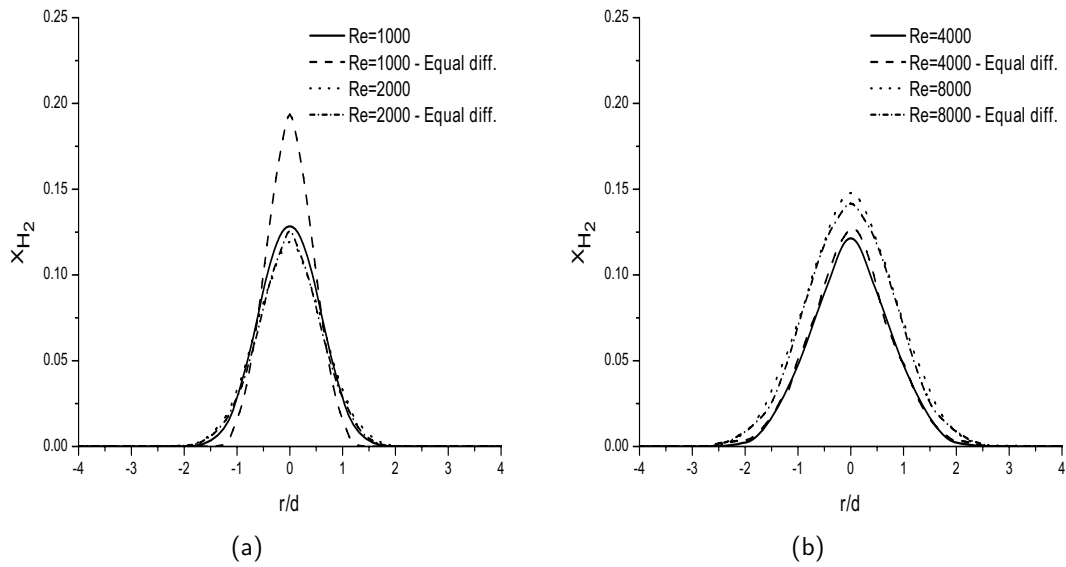 0.25
0.20
0.15
0.10
0.05
0.00
X_H2
-4 -3 -2 -1 0 1 2 3 4
r/d
Re=1000
Re=1000 - Equal diff.
Re=2000
Re=2000 - Equal diff.
(a)
0.25
0.20
0.15
0.10
0.05
0.00
X_H2
-4 -3 -2 -1 0 1 2 3 4
r/d
Re=4000
Re=4000 - Equal diff.
Re=8000
Re=8000 - Equal diff.
(b)